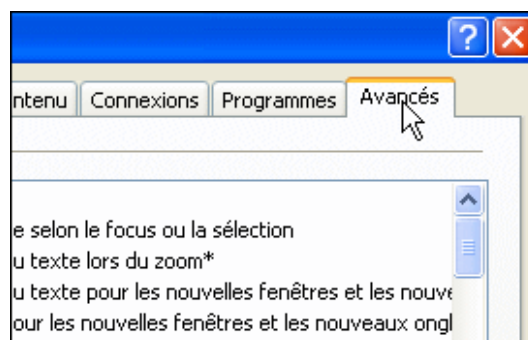 ntenu Connexions Programmes Avancés
e selon le focus ou la sélection
u texte lors du zoom*
u texte pour les nouvelles fenêtres et les nouve
our les nouvelles fenêtres et les nouveaux ongl